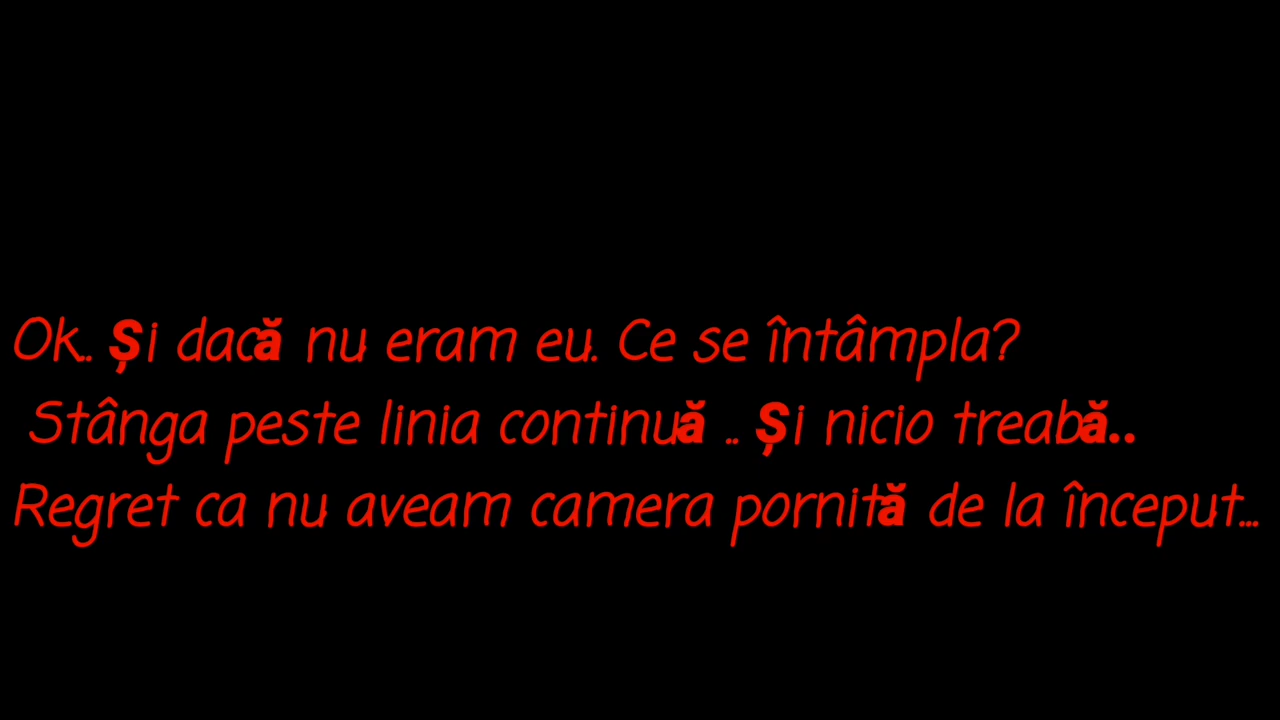 Ok.. Și dacă nu eram eu. Ce se întâmpla?
Stânga peste linia continuă .. Și nicio treabă..
Regret ca nu aveam camera pornită de la început...